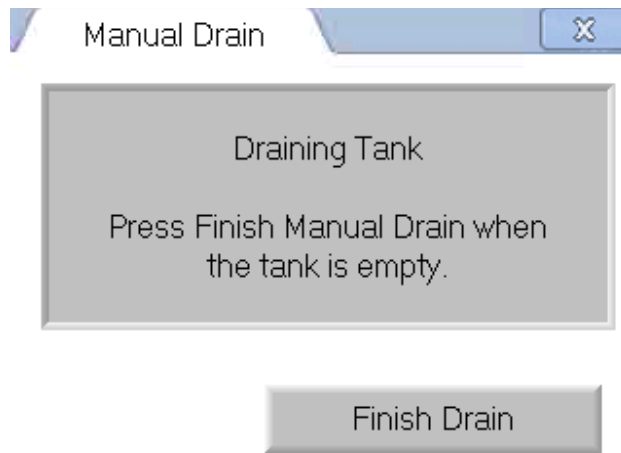 Manual Drain
Draining Tank
Press Finish Manual Drain when
the tank is empty.
Finish Drain